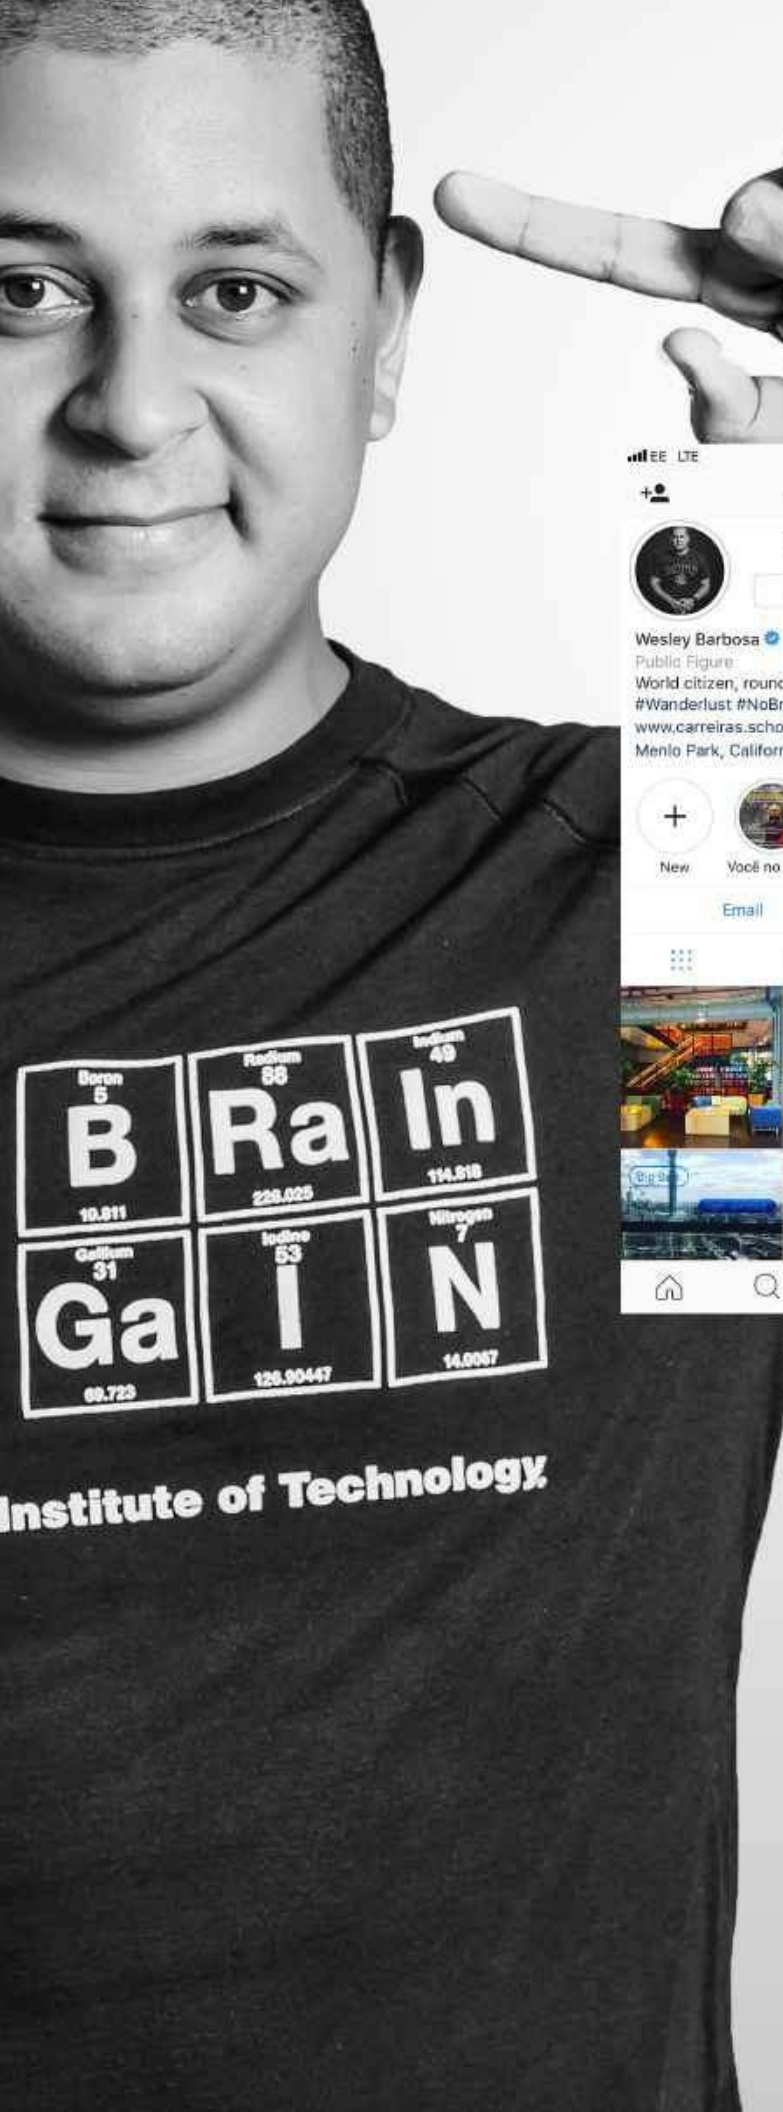 EE LTE
Wesley Barbosa
Public Figure
World citizen, round
#Wanderlust #NoBr
www.carreiras.scho
Menlo Park, Californ
New
Você no
Email
Boron
5
B
10.811
Radium
88
Ra
226.025
Indium
49
In
114.818
Gallium
31
Ga
69.723
Iodine
53
I
126.90447
Nitrogen
7
N
14.0067
Institute of Technology.